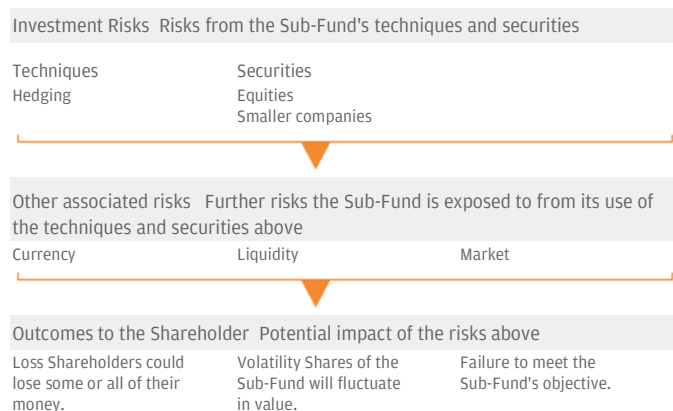 Investment Risks Risks from the Sub-Fund's techniques and securities
Techniques
Hedging
Securities
Equities
Smaller companies
Other associated risks Further risks the Sub-Fund is exposed to from its use of
the techniques and securities above
Currency
Liquidity
Market
Outcomes to the Shareholder Potential impact of the risks above
Loss Shareholders could
lose some or all of their
money.
Volatility Shares of the
Sub-Fund will fluctuate
in value.
Failure to meet the
Sub-Fund's objective.